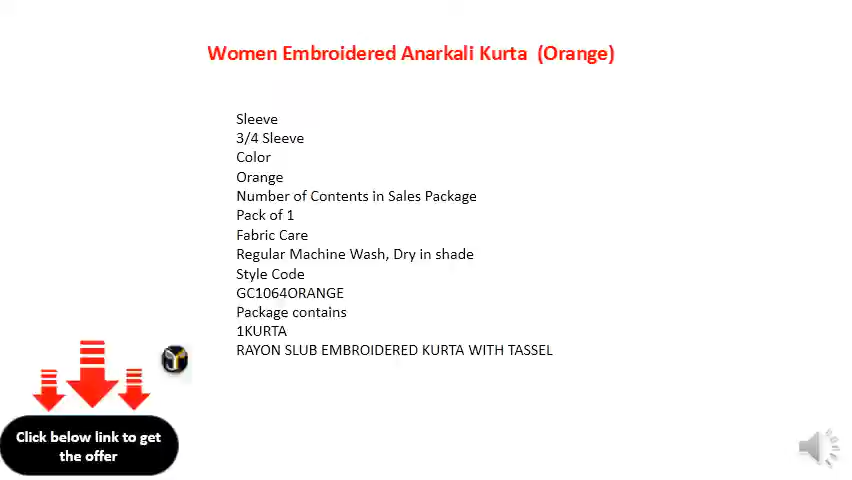 Women Embroidered Anarkali Kurta  (Orange)
Sleeve
3/4 Sleeve
Color
Orange
Number of Contents in Sales Package
Pack of 1
Fabric Care
Regular Machine Wash, Dry in shade
Style Code
GC1064ORANGE
Package contains
1KURTA
RAYON SLUB EMBROIDERED KURTA WITH TASSEL
Click below link to get
the offer